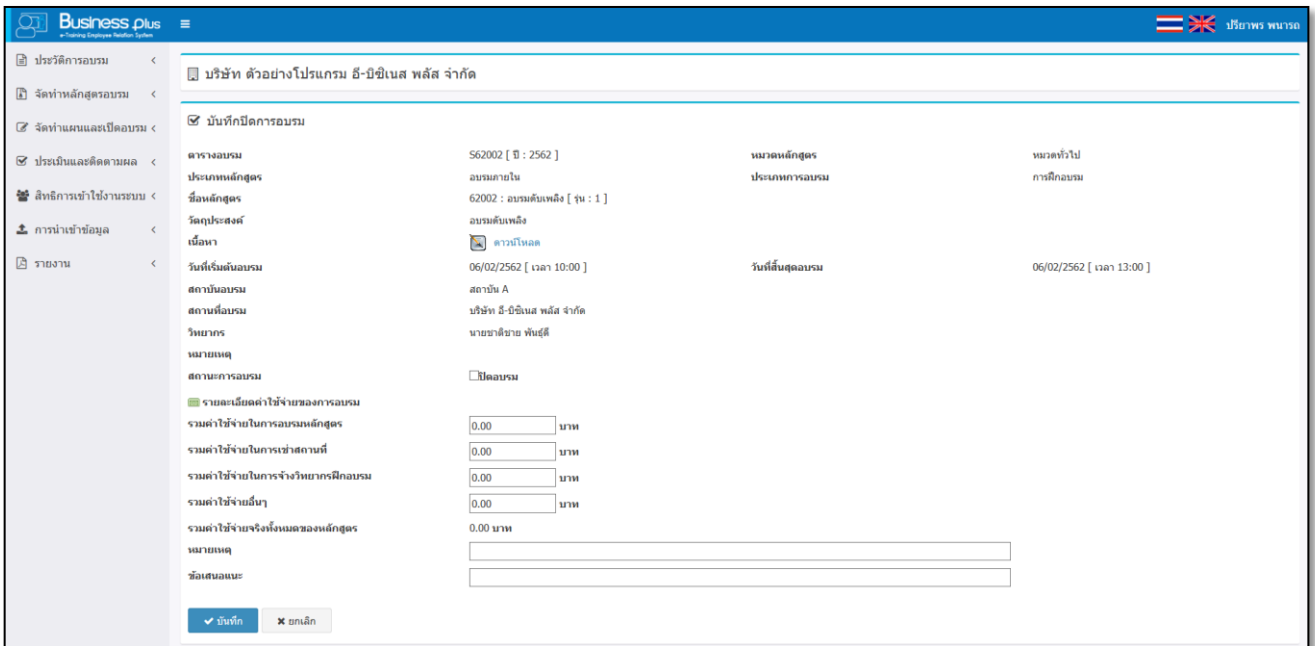 Business plus
e-Training Employee Relation System
ปรียาพร พนารถ
ประวัติการอบรม
จัดทำหลักสูตรอบรม
จัดทำแผนและเปิดอบรม
ประเมินและติดตามผล
สิทธิการเข้าใช้งานระบบ
การนำเข้าข้อมูล
รายงาน
บริษัท ตัวอย่างโปรแกรม อี-บิซิเนส พลัส จำกัด
บันทึกปิดการอบรม
ตารางอบรม S62002 [ ปี : 2562 ] หมวดหลักสูตร หมวดทั่วไป
ประเภทหลักสูตร อบรมภายใน ประเภทการอบรม การฝึกอบรม
ชื่อหลักสูตร 62002 : อบรมดับเพลิง [ รุ่น : 1 ]
วัตถุประสงค์ อบรมดับเพลิง
เนื้อหา ดาวน์โหลด
วันที่เริ่มต้นอบรม 06/02/2562 [ เวลา 10:00 ] วันที่สิ้นสุดอบรม 06/02/2562 [ เวลา 13:00 ]
สถาบันอบรม สถาบัน A
สถานที่อบรม บริษัท อี-บิซิเนส พลัส จำกัด
วิทยากร นายชาติชาย พันธุ์ดี
หมายเหตุ
สถานะการอบรม ปิดอบรม
รายละเอียดค่าใช้จ่ายของการอบรม
รวมค่าใช้จ่ายในการอบรมหลักสูตร 0.00 บาท
รวมค่าใช้จ่ายในการเช่าสถานที่ 0.00 บาท
รวมค่าใช้จ่ายในการจ้างวิทยากรฝึกอบรม 0.00 บาท
รวมค่าใช้จ่ายอื่นๆ 0.00 บาท
รวมค่าใช้จ่ายจริงทั้งหมดของหลักสูตร 0.00 บาท
หมายเหตุ
ข้อเสนอแนะ
บันทึก ยกเลิก